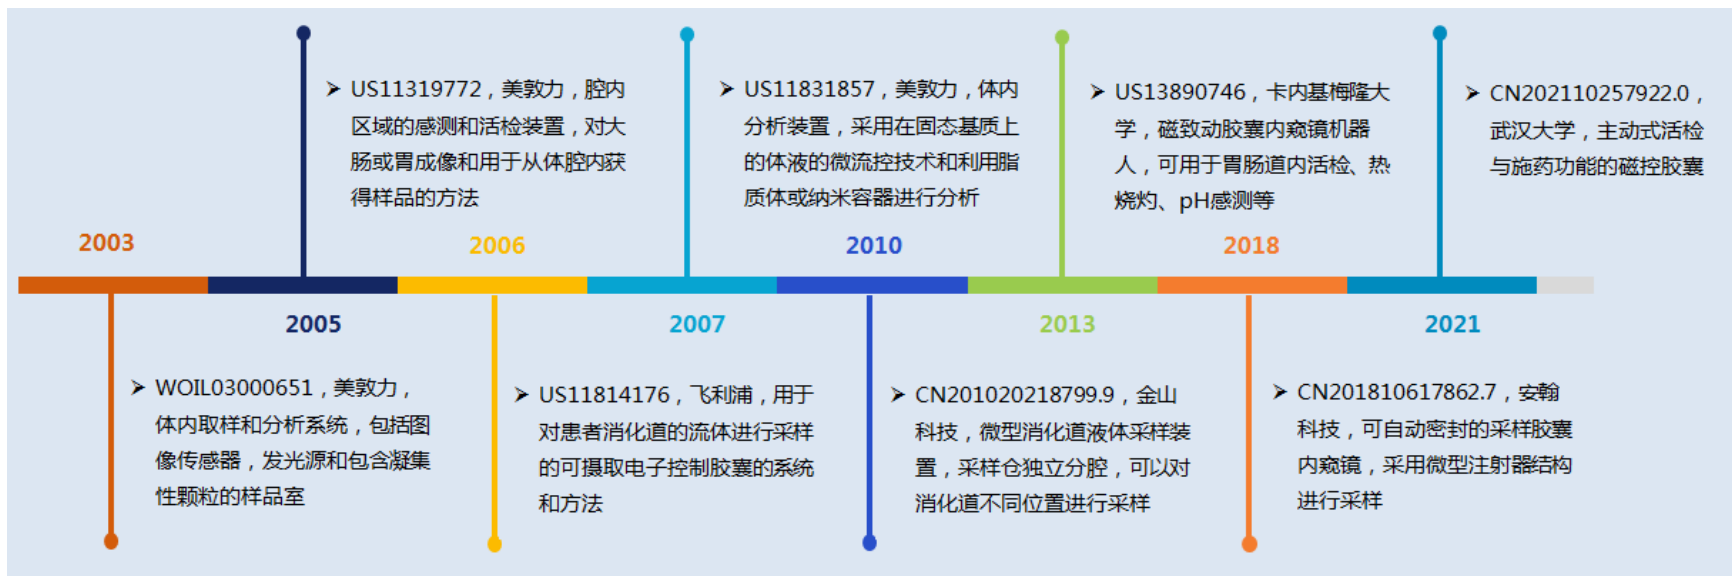 ➤ US11319772，美敦力，腔内
区域的感测和活检装置，对大
肠或胃成像和用于从体腔内获
得样品的方法
➤ US11831857，美敦力，体内
分析装置，采用在固态基质上
的体液的微流控技术和利用脂
质体或纳米容器进行分析
➤ US13890746，卡内基梅隆大
学，磁致动胶囊内窥镜机器
人，可用于胃肠道内活检、热
烧灼、pH感测等
➤ CN202110257922.0，
武汉大学，主动式活检
与施药功能的磁控胶囊
2003
2006
2010
2018
2005
2007
2013
2021
➤ WOIL03000651，美敦力，
体内取样和分析系统，包括图
像传感器，发光源和包含凝集
性颗粒的样品室
➤ US11814176，飞利浦，用于
对患者消化道的流体进行采样
的可摄取电子控制胶囊的系统
和方法
➤ CN201020218799.9，金山
科技，微型消化道液体采样装
置，采样仓独立分腔，可以对
消化道不同位置进行采样
➤ CN201810617862.7，安翰
科技，可自动密封的采样胶囊
内窥镜，采用微型注射器结构
进行采样